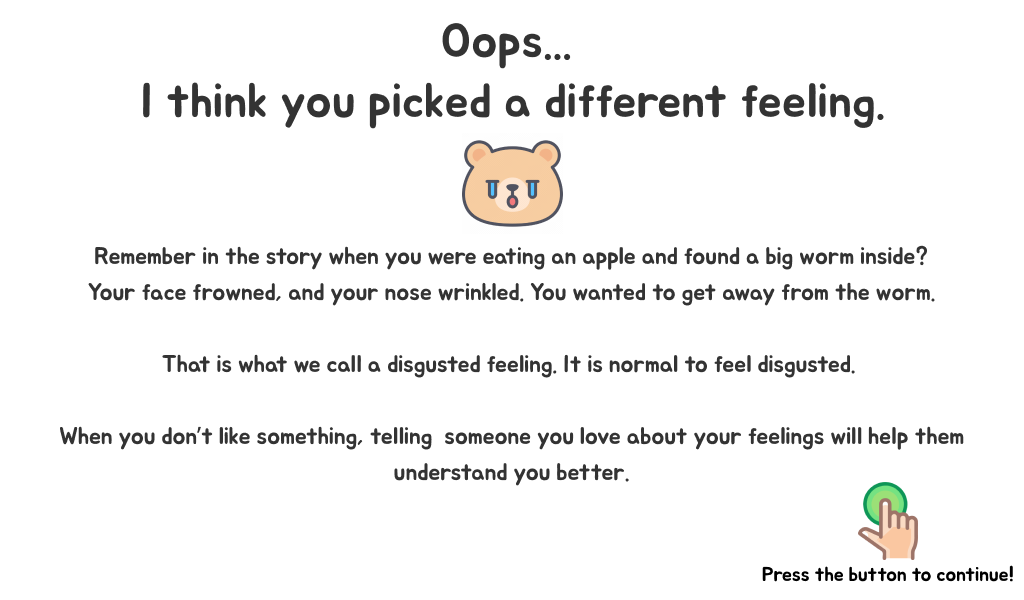 Oops...
I think you picked a different feeling.
Remember in the story when you were eating an apple and found a big worm inside?
Your face frowned, and your nose wrinkled. You wanted to get away from the worm.
That is what we call a disgusted feeling. It is normal to feel disgusted.
When you don't like something, telling  someone you love about your feelings will help them
understand you better.
Press the button to continue!